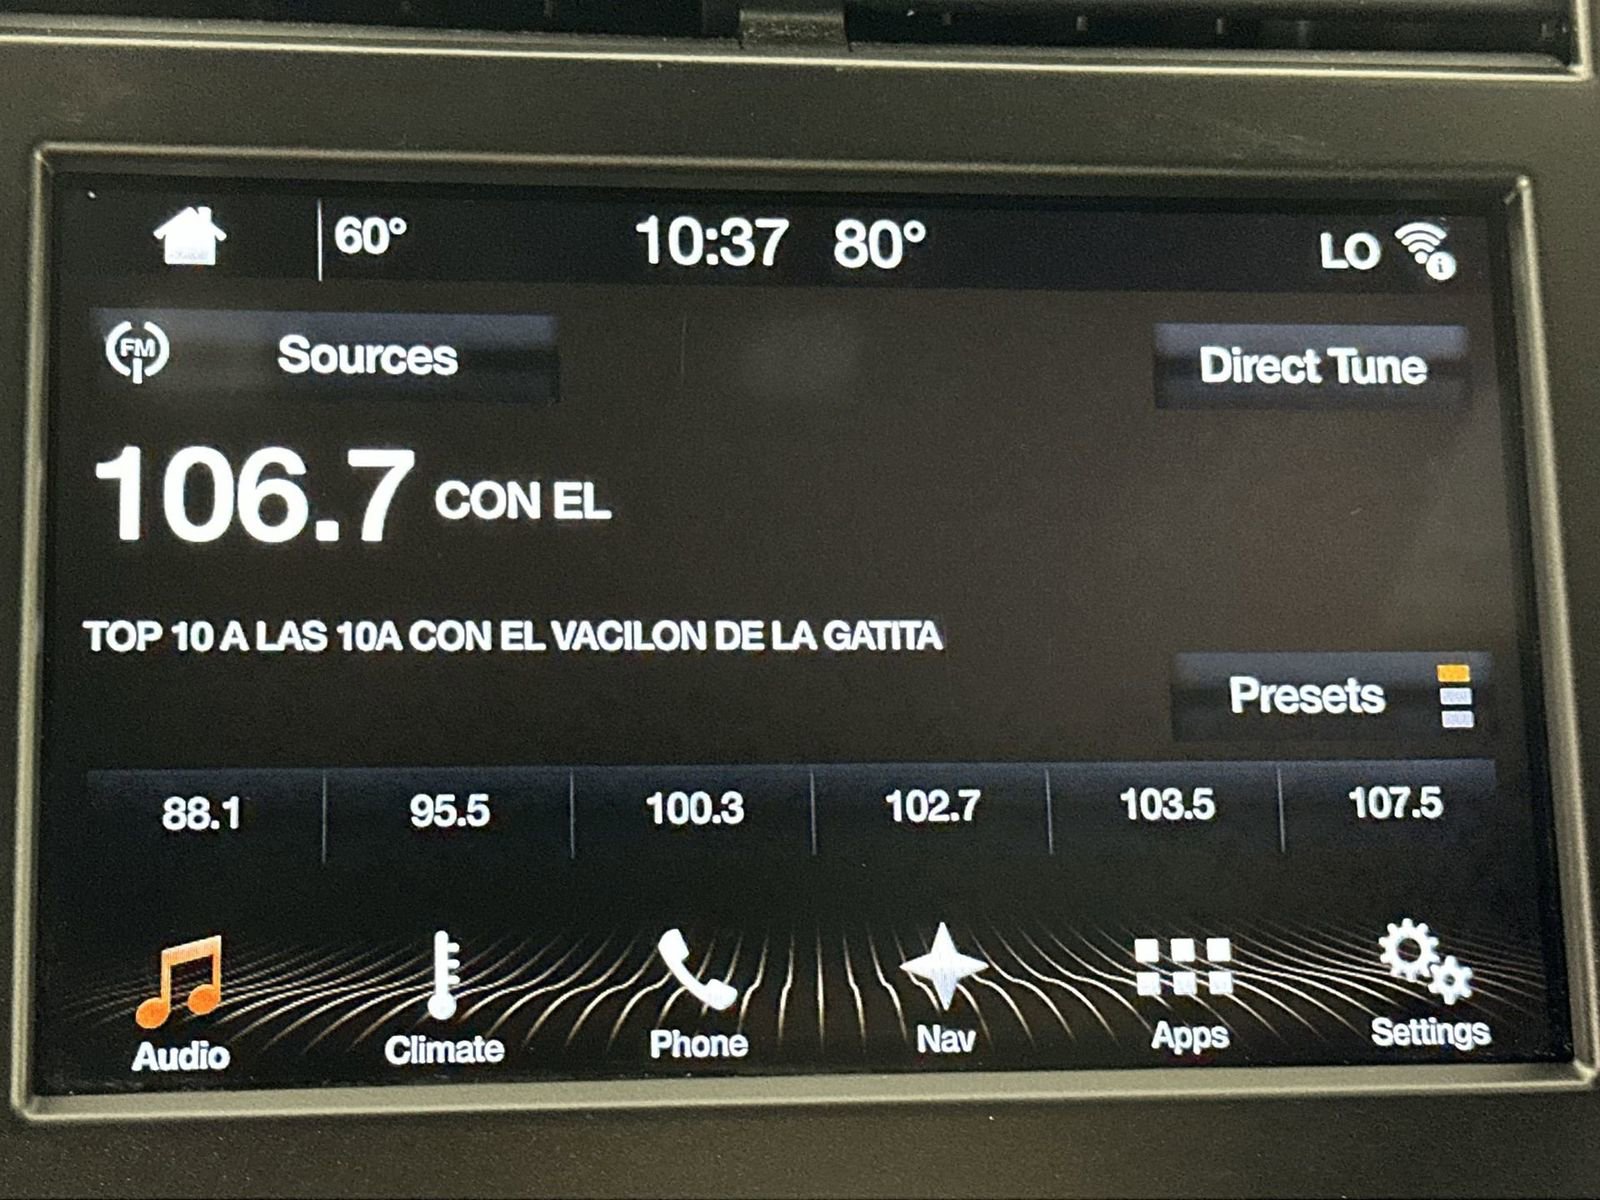 60° 10:37 80° LO
FM Sources Direct Tune
106.7 CON EL
TOP 10 A LAS 10A CON EL VACILON DE LA GATITA
Presets
88.1 95.5 100.3 102.7 103.5 107.5
Audio Climate Phone Nav Apps Settings